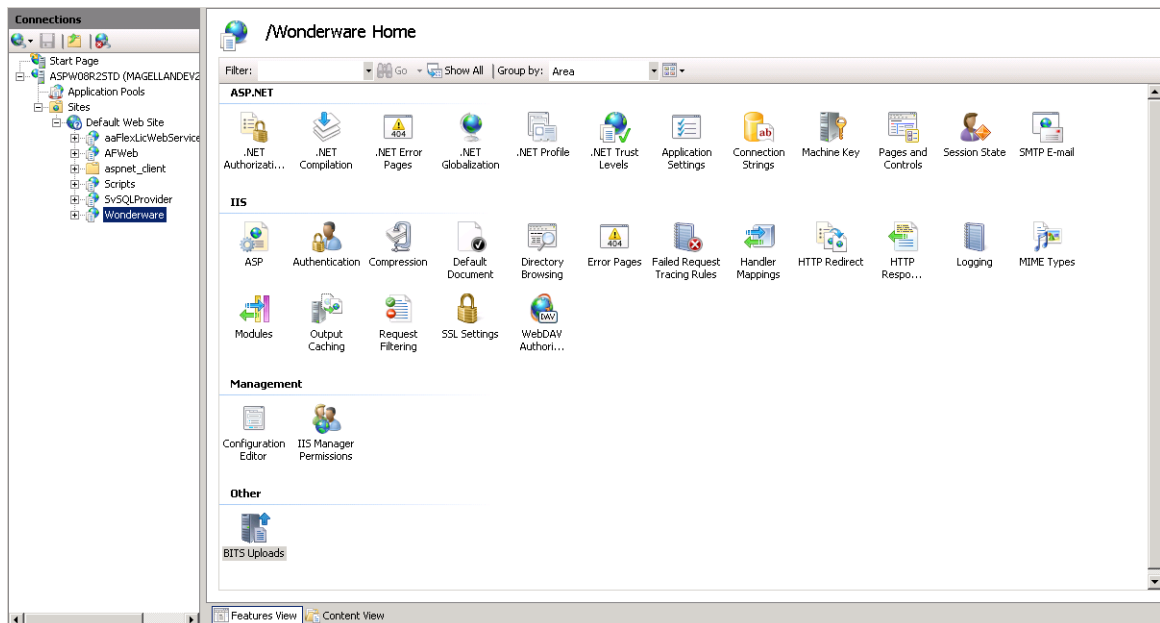 Connections
Start Page
ASPW08R2STD (MAGELLANDEV2
Application Pools
Sites
Default Web Site
aaFlexLicWebService
AFWeb
aspnet_client
Scripts
SvSQLProvider
Wonderware
/Wonderware Home
Filter: Go Show All Group by: Area
ASP.NET
.NET Authorizati...
.NET Compilation
404
.NET Error Pages
.NET Globalization
.NET Profile
.NET Trust Levels
Application Settings
ab
Connection Strings
Machine Key
Pages and Controls
Session State
SMTP E-mail
IIS
ASP
Authentication
Compression
Default Document
Directory Browsing
404
Error Pages
Failed Request Tracing Rules
Handler Mappings
HTTP Redirect
HTTP Respo...
Logging
MIME Types
Modules
Output Caching
Request Filtering
SSL Settings
DAV
WebDAV Authori...
Management
Configuration Editor
IIS Manager Permissions
Other
BITS Uploads
Features View Content View